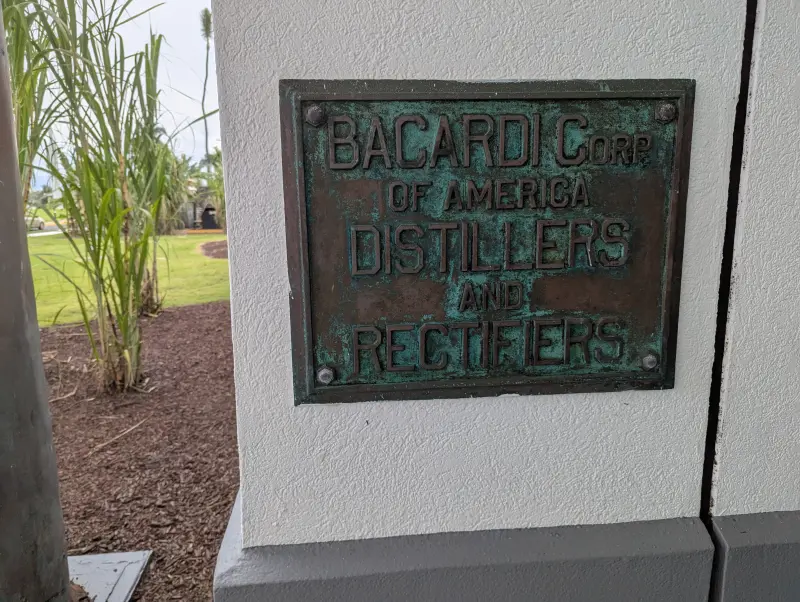 BACARDI CORP.
OF AMERICA
DISTILLERS
AND
RECTIFIERS